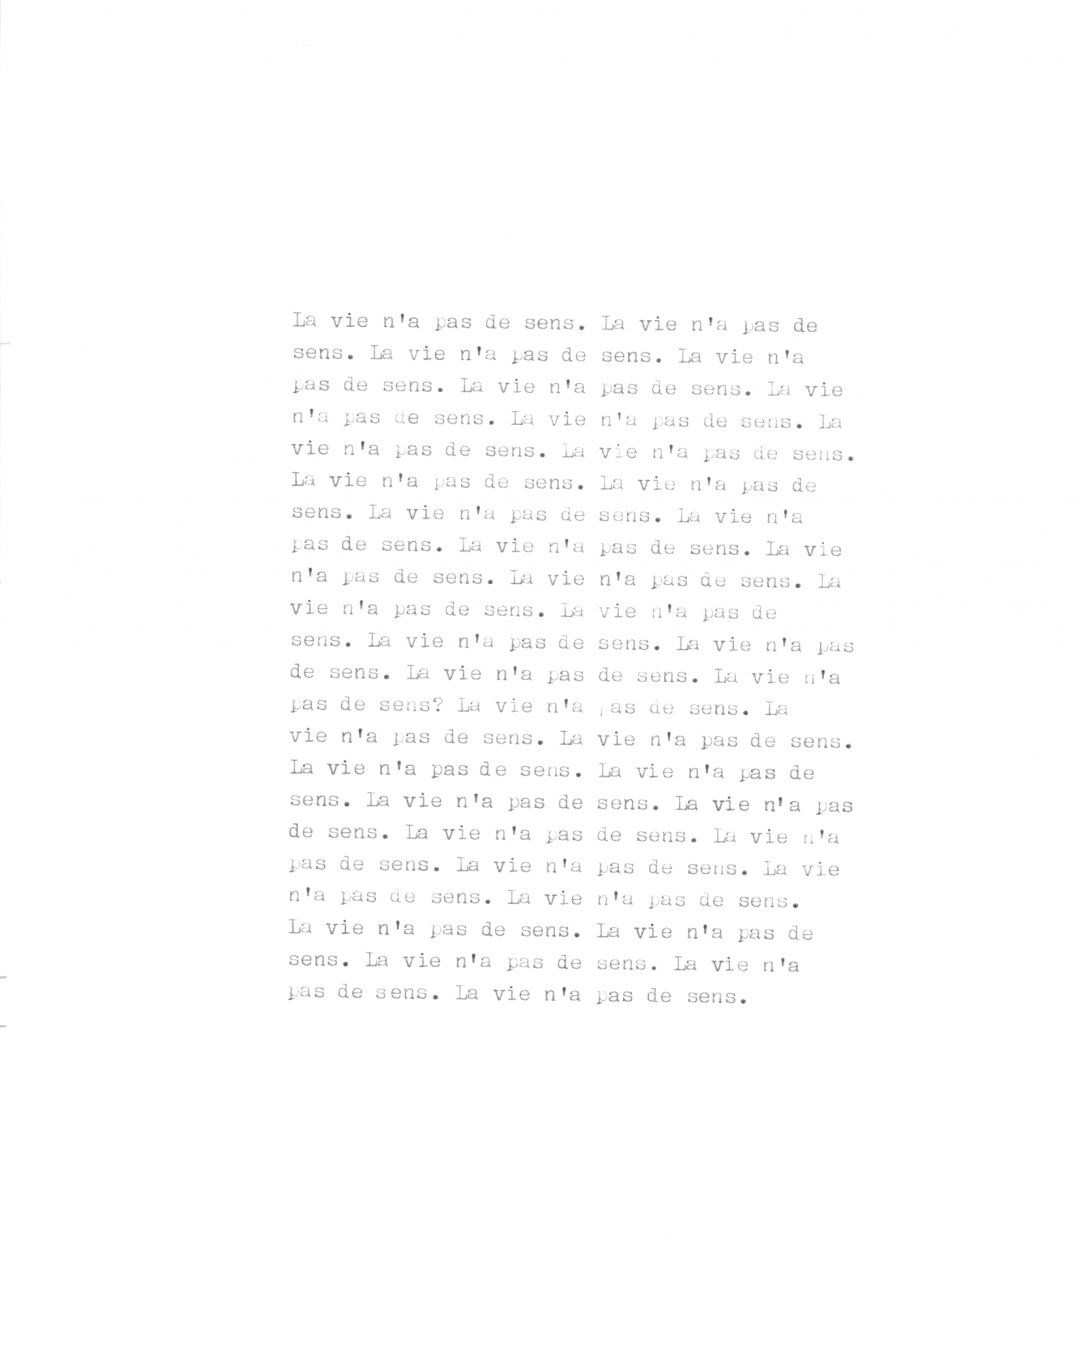 La vie n'a pas de sens. La vie n'a pas de
sens. La vie n'a pas de sens. La vie n'a
pas de sens. La vie n'a pas de sens. La vie
n'a pas de sens. La vie n'a pas de sens. La
vie n'a pas de sens. La vie n'a pas de sens.
La vie n'a pas de sens. La vie n'a pas de
sens. La vie n'a pas de sens. La vie n'a
pas de sens. La vie n'a pas de sens. La vie
n'a pas de sens. La vie n'a pas de sens. La
vie n'a pas de sens. La vie n'a pas de
sens. La vie n'a pas de sens. La vie n'a pas
de sens. La vie n'a pas de sens. La vie n'a
pas de sens? La vie n'a pas de sens. La
vie n'a pas de sens. La vie n'a pas de sens.
La vie n'a pas de sens. La vie n'a pas de
sens. La vie n'a pas de sens. La vie n'a pas
de sens. La vie n'a pas de sens. La vie n'a
pas de sens. La vie n'a pas de sens. La vie
n'a pas de sens. La vie n'a pas de sens.
La vie n'a pas de sens. La vie n'a pas de
sens. La vie n'a pas de sens. La vie n'a
pas de sens. La vie n'a pas de sens.